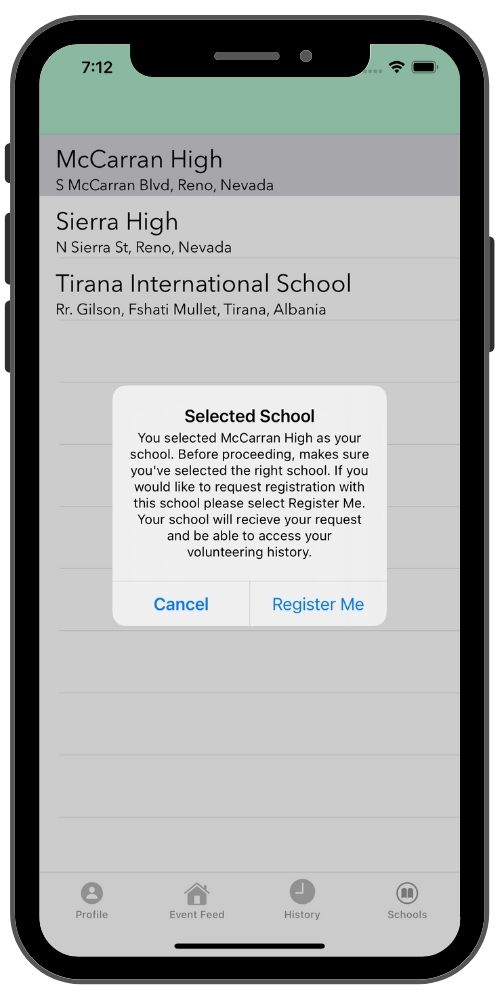 7:12
McCarran High
S McCarran Blvd, Reno, Nevada
Sierra High
N Sierra St, Reno, Nevada
Tirana International School
Rr. Gilson, Fshati Mullet, Tirana, Albania
Selected School
You selected McCarran High as your
school. Before proceeding, makes sure
you've selected the right school. If you
would like to request registration with
this school please select Register Me.
Your school will recieve your request
and be able to access your
volunteering history.
Cancel Register Me
Profile Event Feed History Schools